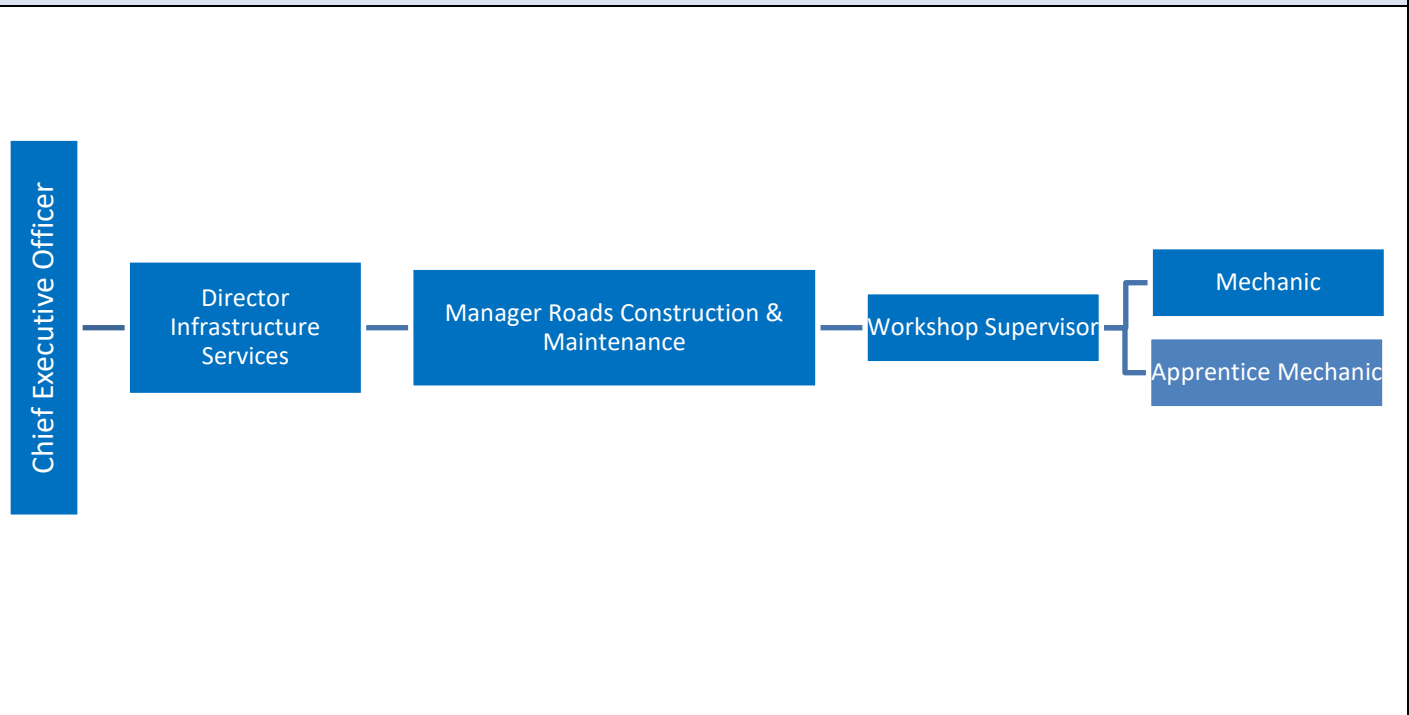 Chief Executive Officer
Director
Infrastructure
Services
Manager Roads Construction &
Maintenance
Workshop Supervisor
Mechanic
Apprentice Mechanic